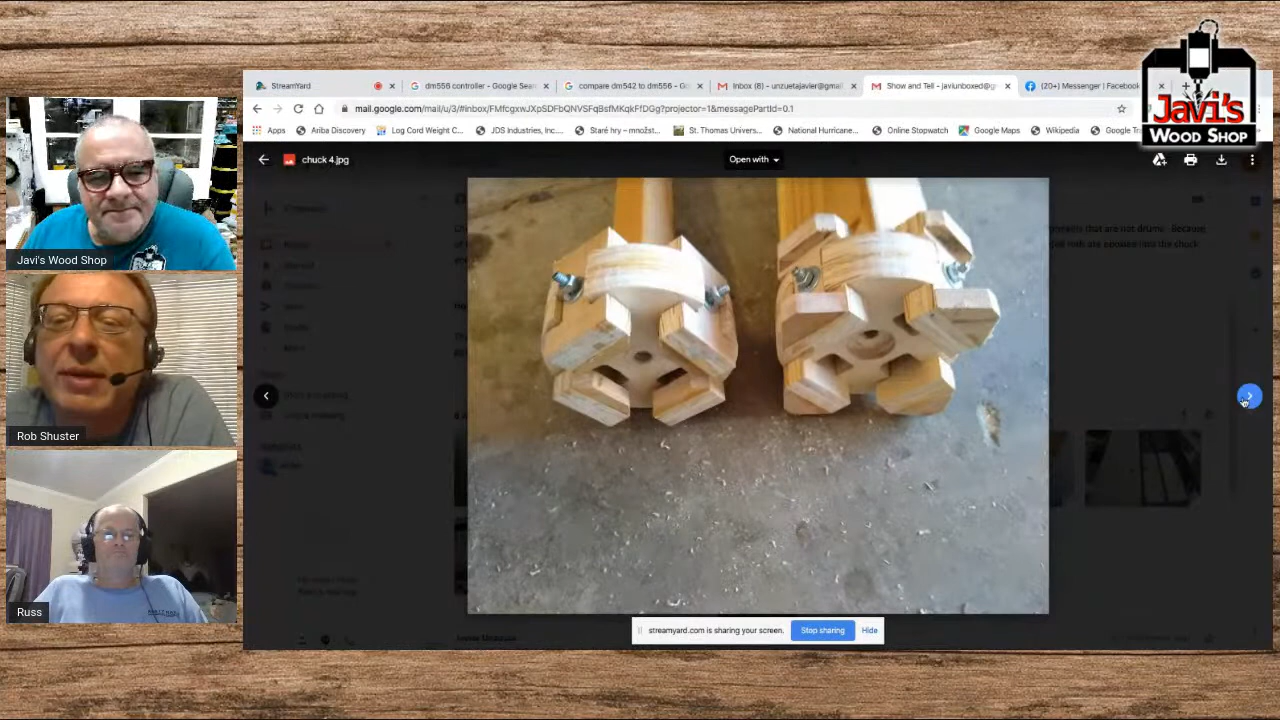 StreamYard
dm556 controller - Google Sear
compare dm542 to dm556 - Go
Inbox (8) - unzuetajavier@gmail
Show and Tell - javiunboxed@g
(20+) Messenger | Facebook
mail.google.com/mail/u/3/#inbox/FMfcgxwJXpSDFbQNVSFqBsfMKqkFfDGg?projector=1&messagePartId=0.1
Apps
Ariba Discovery
Log Cord Weight C...
JDS Industries, Inc....
Staré hry – množst...
St. Thomas Univers...
National Hurricane...
Online Stopwatch
Google Maps
Wikipedia
Google Tra
Javi's
WOOD SHOP
chuck 4.jpg
Open with
Javi's Wood Shop
Rob Shuster
Russ
streamyard.com is sharing your screen.
Stop sharing
Hide